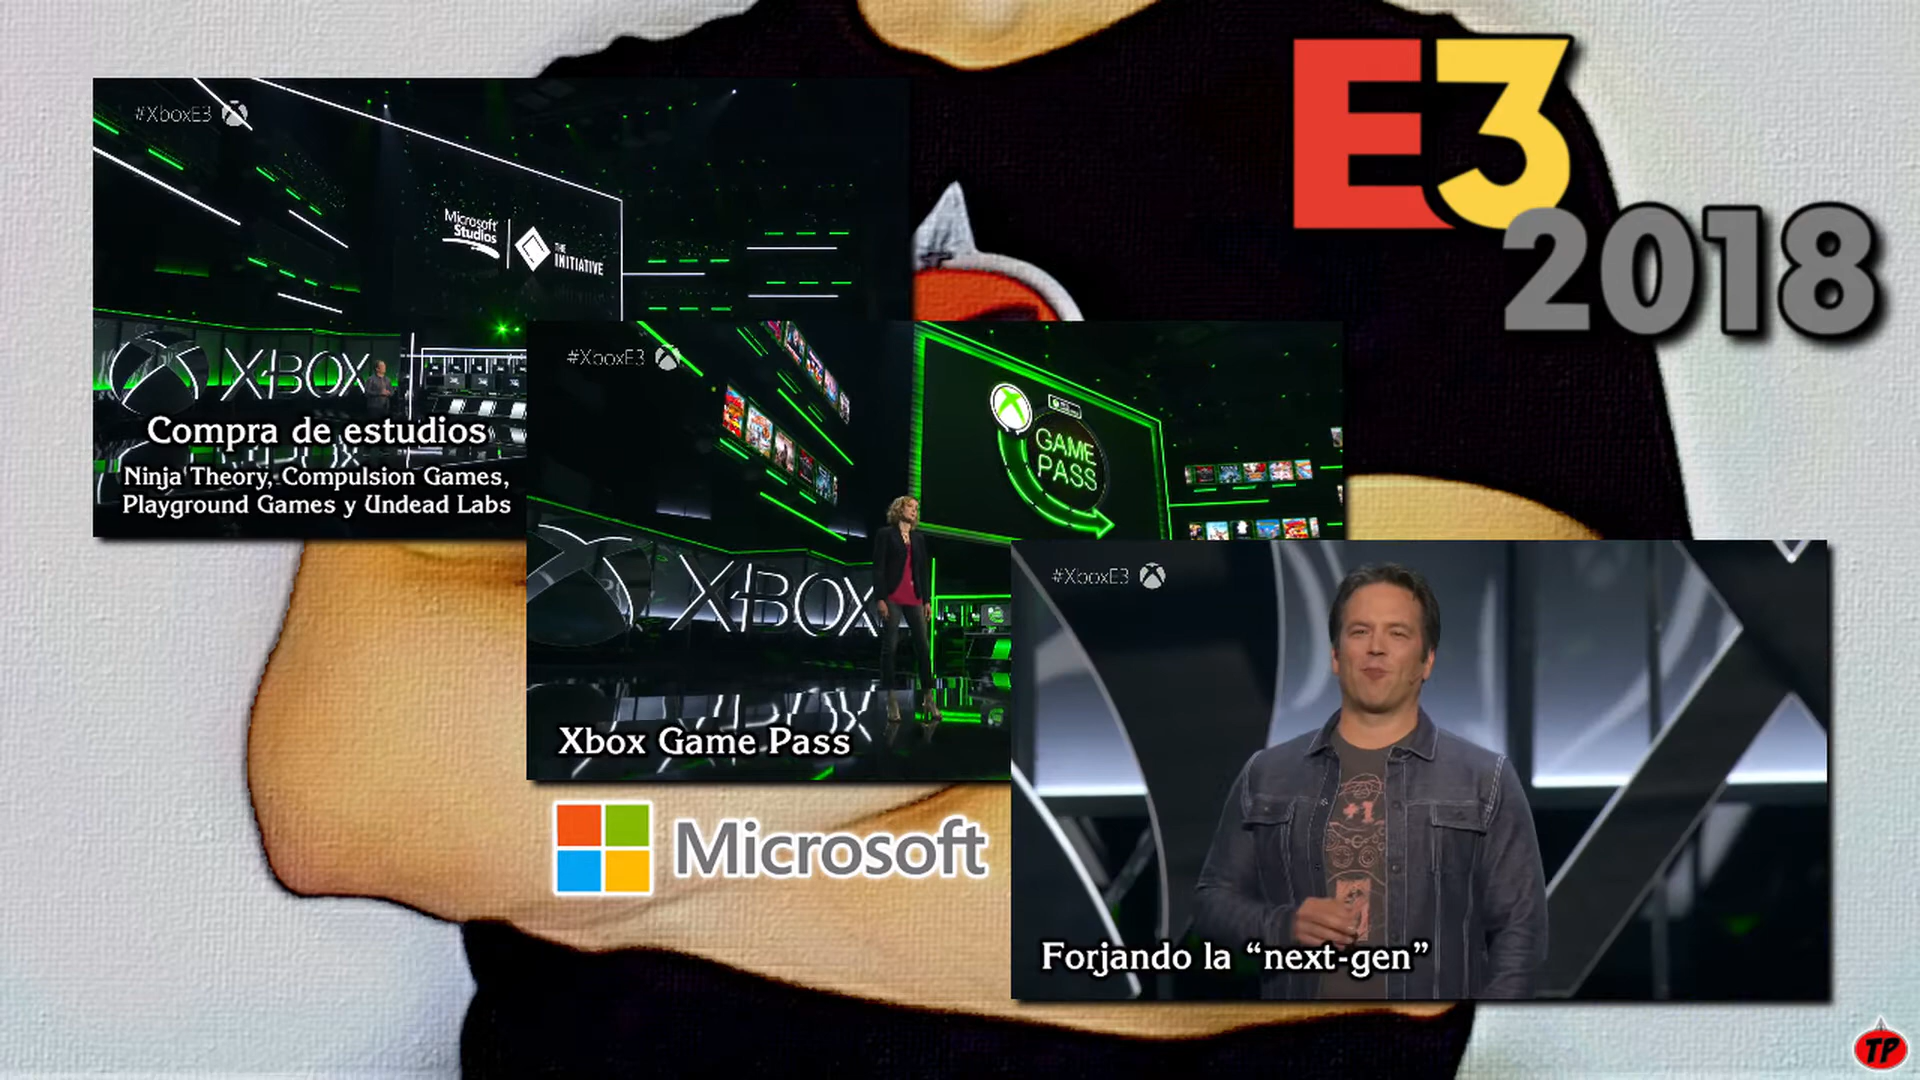 E3
2018
#XboxE3
Microsoft
Studios
THE
INITIATIVE
XBOX
Compra de estudios
Ninja Theory, Compulsion Games,
Playground Games y Undead Labs
#XboxE3
GAME
PASS
XBOX
Xbox Game Pass
#XboxE3
+1
Forjando la “next-gen”
Microsoft
TP